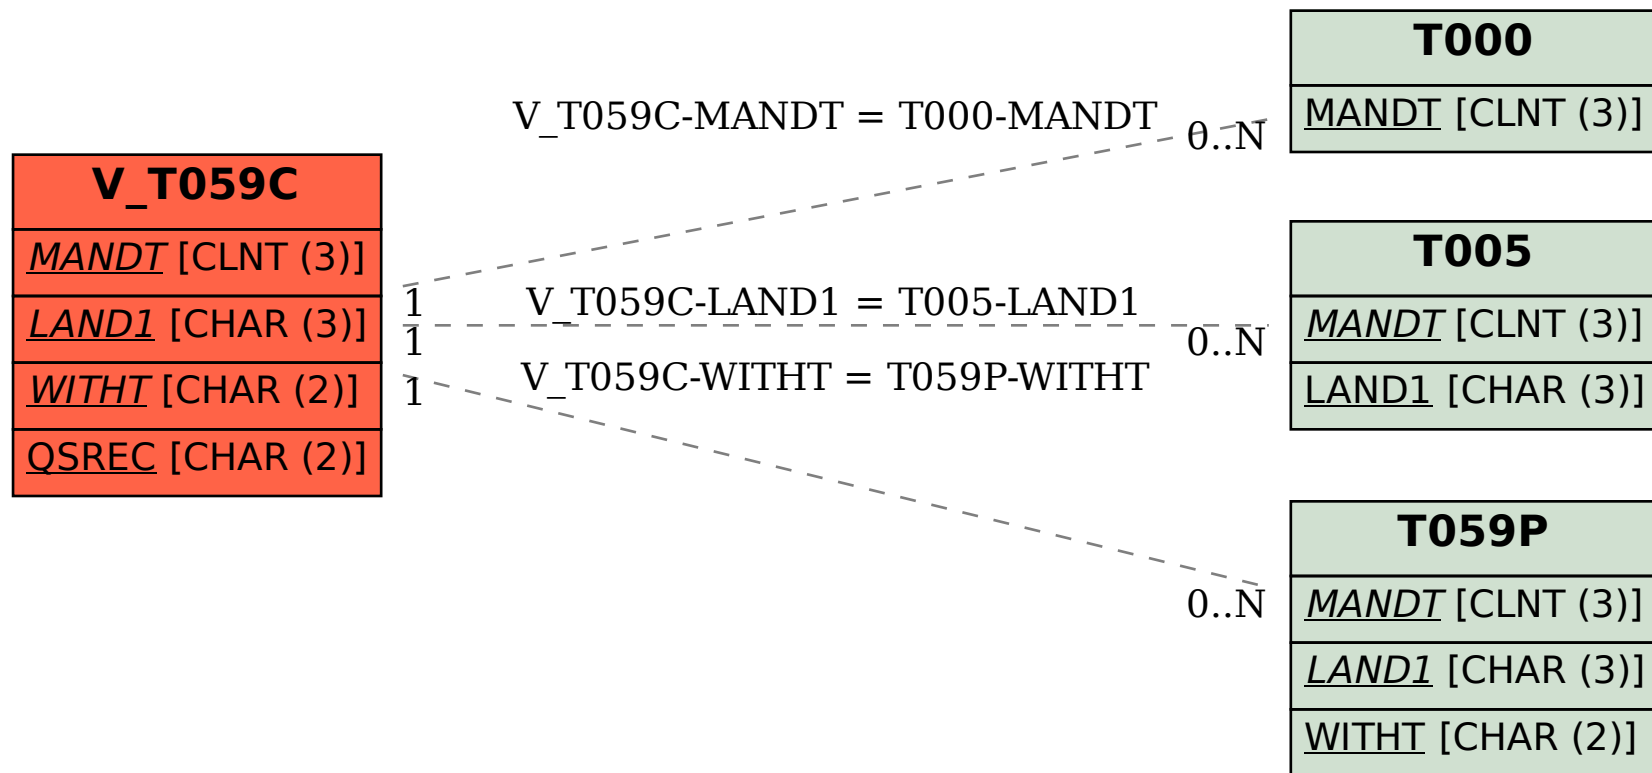 V_T059C
MANDT [CLNT (3)]
LAND1 [CHAR (3)]
WITHT [CHAR (2)]
QSREC [CHAR (2)]
V_T059C-MANDT = T000-MANDT
0..N
1
V_T059C-LAND1 = T005-LAND1
0..N
1
V_T059C-WITHT = T059P-WITHT
0..N
1
T000
MANDT [CLNT (3)]
T005
MANDT [CLNT (3)]
LAND1 [CHAR (3)]
T059P
MANDT [CLNT (3)]
LAND1 [CHAR (3)]
WITHT [CHAR (2)]